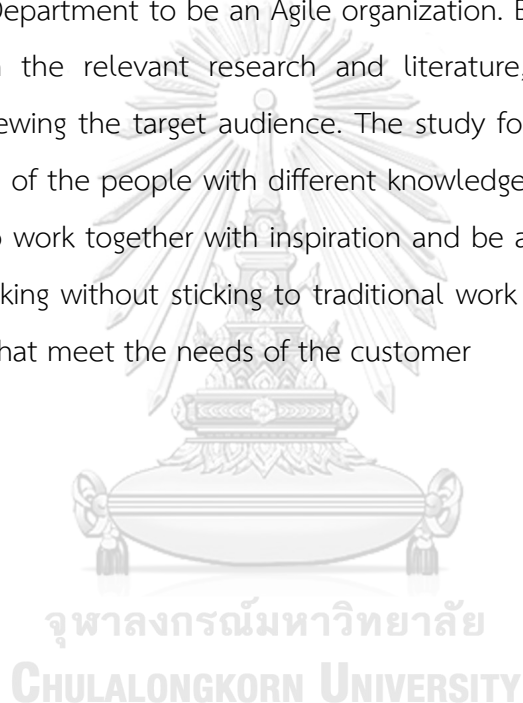 Department to be an Agile organization.
the relevant research and literature,
ewing the target audience. The study fo
of the people with different knowledge
work together with inspiration and be a
king without sticking to traditional work
hat meet the needs of the customer
จุฬาลงกรณ์มหาวิทยาลัย
CHULALONGKORN UNIVERSITY